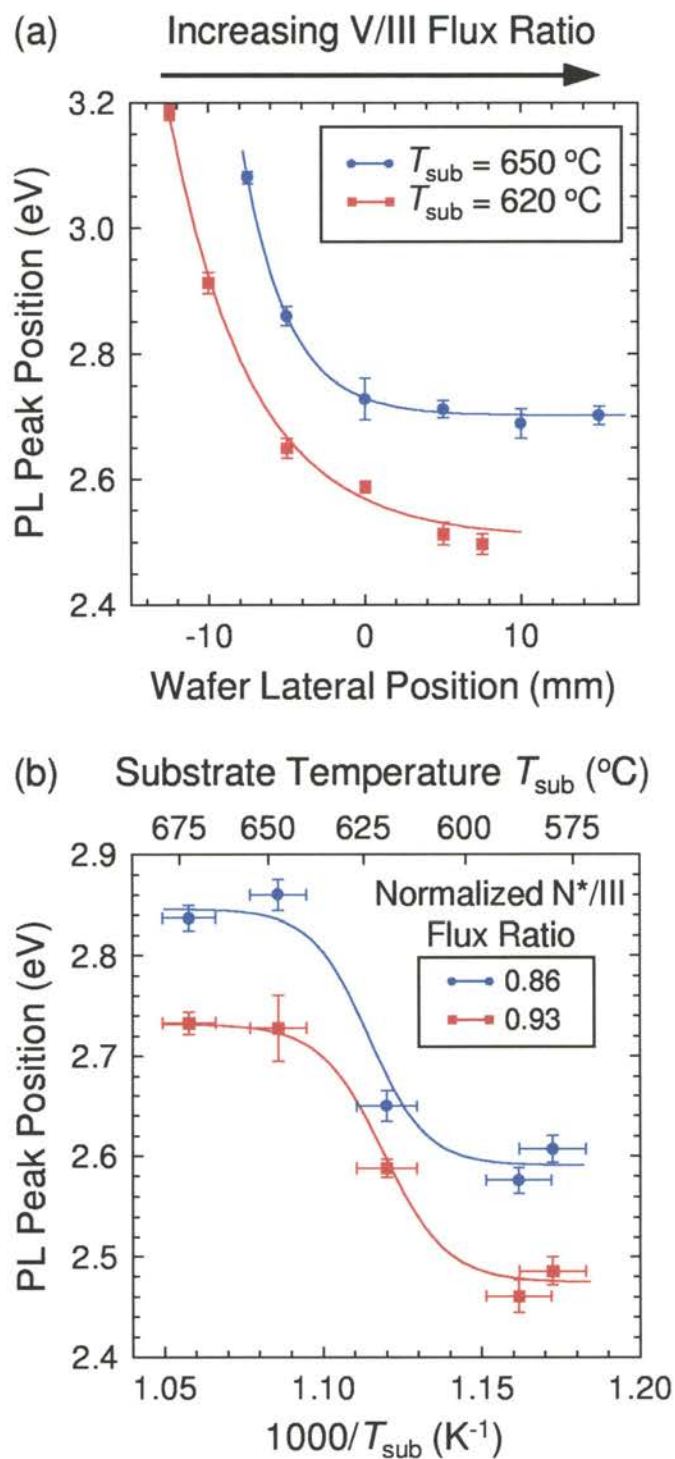 (a) Increasing V/III Flux Ratio
3.2
3.0
2.8
2.6
2.4
PL Peak Position (eV)
T_sub = 650 °C
T_sub = 620 °C
-10 0 10
Wafer Lateral Position (mm)
(b) Substrate Temperature T_sub (°C)
675 650 625 600 575
2.9
2.8
2.7
2.6
2.5
2.4
PL Peak Position (eV)
Normalized N*/III
Flux Ratio
0.86
0.93
1.05 1.10 1.15 1.20
1000/T_sub (K⁻¹)